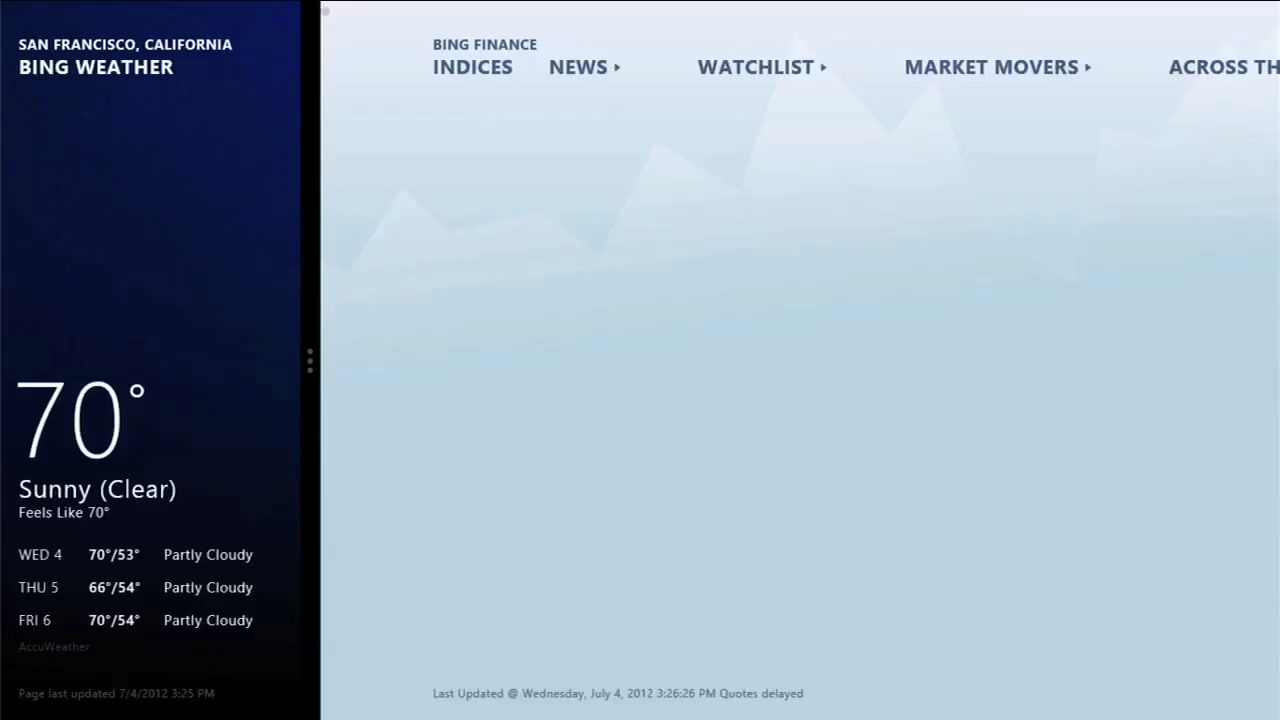 SAN FRANCISCO, CALIFORNIA
BING WEATHER
70°
Sunny (Clear)
Feels Like 70°
WED 4 70°/53° Partly Cloudy
THU 5 66°/54° Partly Cloudy
FRI 6 70°/54° Partly Cloudy
AccuWeather
Page last updated 7/4/2012 3:25 PM
BING FINANCE
INDICES NEWS WATCHLIST MARKET MOVERS ACROSS TH
Last Updated @ Wednesday, July 4, 2012 3:26:26 PM Quotes delayed